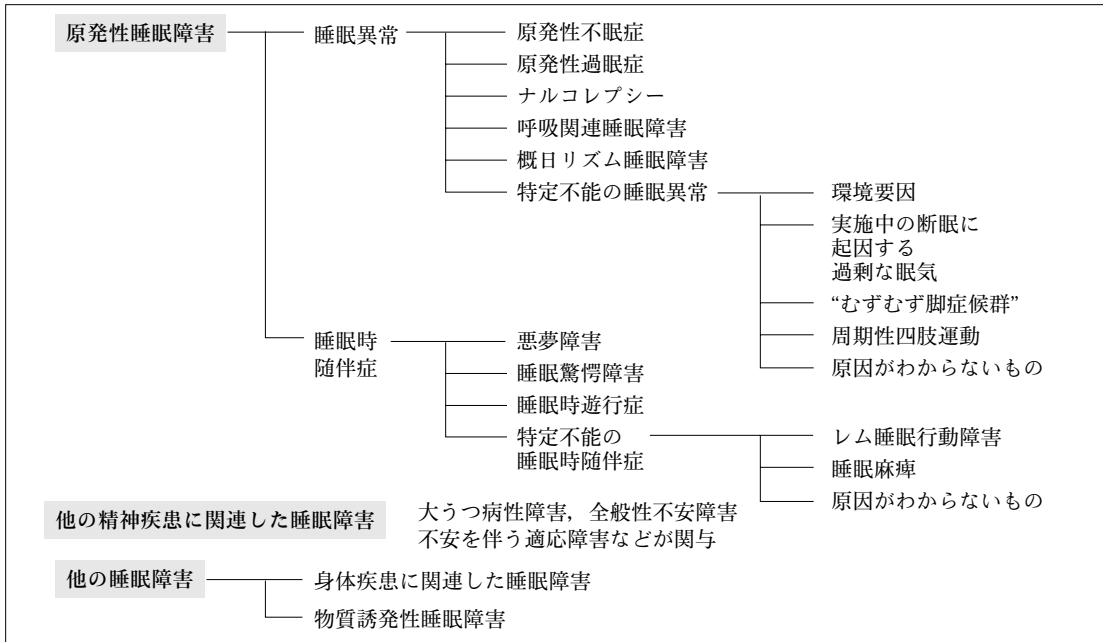 原発性睡眠障害
睡眠異常
原発性不眠症
原発性過眠症
ナルコレプシー
呼吸関連睡眠障害
概日リズム睡眠障害
特定不能の睡眠異常
環境要因
実施中の断眠に
起因する
過剰な眠気
“むずむず脚症候群”
周期性四肢運動
原因がわからないもの
睡眠時
随伴症
悪夢障害
睡眠驚愕障害
睡眠時遊行症
特定不能の
睡眠時随伴症
レム睡眠行動障害
睡眠麻痺
原因がわからないもの
他の精神疾患に関連した睡眠障害
大うつ病性障害，全般性不安障害
不安を伴う適応障害などが関与
他の睡眠障害
身体疾患に関連した睡眠障害
物質誘発性睡眠障害